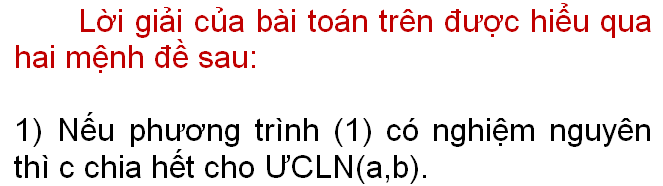 Lời giải của bài toán trên được hiểu qua
hai mệnh đề sau:
1) Nếu phương trình (1) có nghiệm nguyên
thì c chia hết cho ƯCLN(a,b).